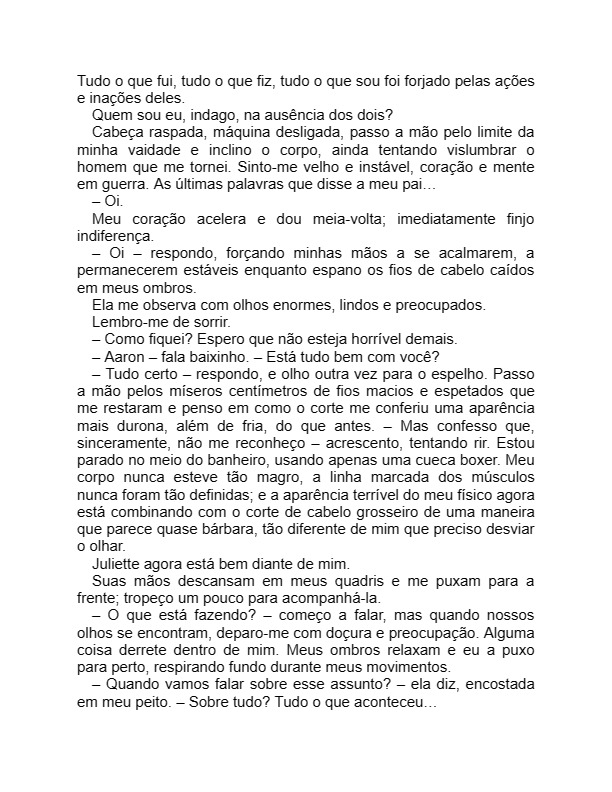 Tudo o que fui, tudo o que fiz, tudo o que sou foi forjado pelas ações
e inações deles.
Quem sou eu, indago, na ausência dos dois?
Cabeça raspada, máquina desligada, passo a mão pelo limite da
minha vaidade e inclino o corpo, ainda tentando vislumbrar o
homem que me tornei. Sinto-me velho e instável, coração e mente
em guerra. As últimas palavras que disse a meu pai…
– Oi.
Meu coração acelera e dou meia-volta; imediatamente finjo
indiferença.
– Oi – respondo, forçando minhas mãos a se acalmarem, a
permanecerem estáveis enquanto espano os fios de cabelo caídos
em meus ombros.
Ela me observa com olhos enormes, lindos e preocupados.
Lembro-me de sorrir.
– Como fiquei? Espero que não esteja horrível demais.
– Aaron – fala baixinho. – Está tudo bem com você?
– Tudo certo – respondo, e olho outra vez para o espelho. Passo
a mão pelos míseros centímetros de fios macios e espetados que
me restaram e penso em como o corte me conferiu uma aparência
mais durona, além de fria, do que antes. – Mas confesso que,
sinceramente, não me reconheço – acrescento, tentando rir. Estou
parado no meio do banheiro, usando apenas uma cueca boxer. Meu
corpo nunca esteve tão magro, a linha marcada dos músculos
nunca foram tão definidas; e a aparência terrível do meu físico agora
está combinando com o corte de cabelo grosseiro de uma maneira
que parece quase bárbara, tão diferente de mim que preciso desviar
o olhar.
Juliette agora está bem diante de mim.
Suas mãos descansam em meus quadris e me puxam para a
frente; tropeço um pouco para acompanhá-la.
– O que está fazendo? – começo a falar, mas quando nossos
olhos se encontram, deparo-me com doçura e preocupação. Alguma
coisa derrete dentro de mim. Meus ombros relaxam e eu a puxo
para perto, respirando fundo durante meus movimentos.
– Quando vamos falar sobre esse assunto? – ela diz, encostada
em meu peito. – Sobre tudo? Tudo o que aconteceu…